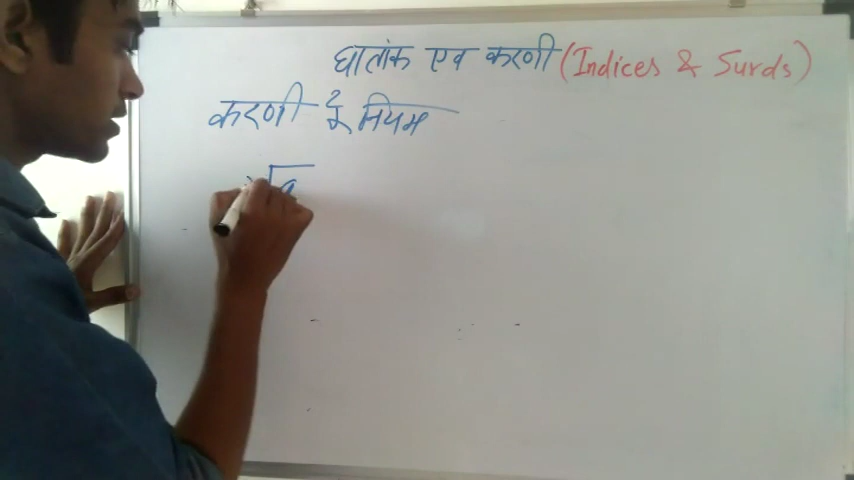 घातांक एव करणी (Indices & Surds)
करणी के नियम
√a